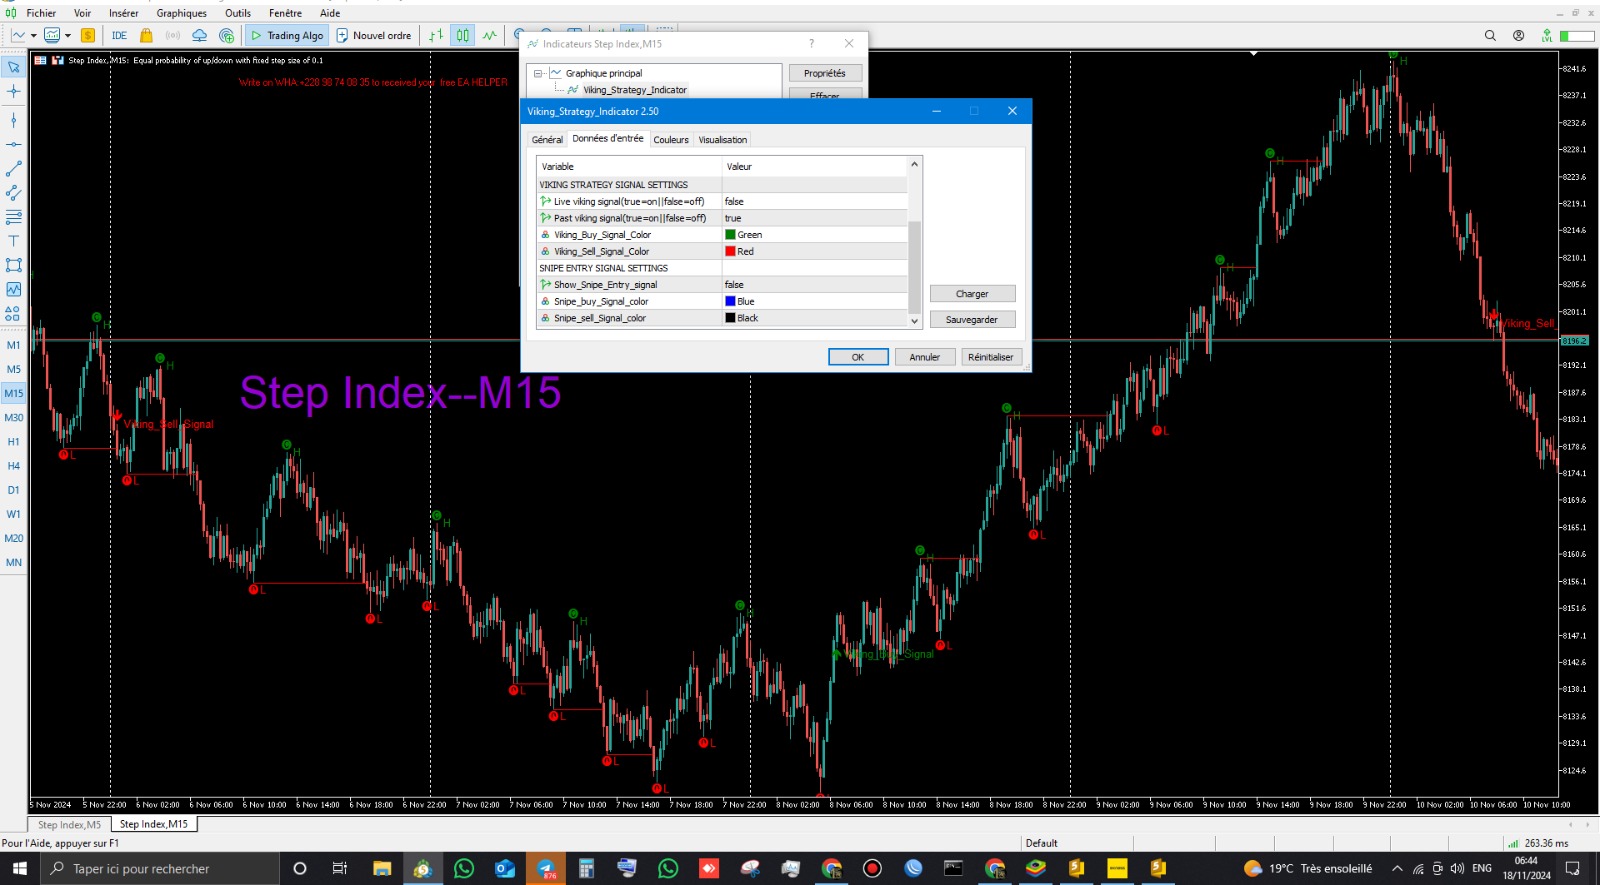 Fichier Voir Insérer Graphiques Outils Fenêtre Aide
IDE Trading Algo Nouvel ordre
LVL
Step Index, M15: Equal probability of up/down with fixed step size of 0.1
Write on WHA +228 98 74 08 35 to received your free EA HELPER
Indicateurs Step Index,M15
?
Graphique principal
Viking_Strategy_Indicator
Propriétés
Effacer
Viking_Strategy_Indicator 2.50
Général Données d'entrée Couleurs Visualisation
Variable Valeur
VIKING STRATEGY SIGNAL SETTINGS
Live viking signal(true=on||false=off) false
Past viking signal(true=on||false=off) true
Viking_Buy_Signal_Color Green
Viking_Sell_Signal_Color Red
SNIPE ENTRY SIGNAL SETTINGS
Show_Snipe_Entry_signal false
Snipe_buy_Signal_color Blue
Snipe_sell_Signal_color Black
Charger
Sauvegarder
OK Annuler Réinitialiser
M1
M5
M15
M30
H1
H4
D1
W1
M20
MN
Step Index--M15
Viking_Sell_Signal
Viking_Buy_Signal
Viking_Sell_
8241.6
8237.1
8232.6
8228.1
8223.6
8219.1
8214.6
8210.1
8205.6
8201.1
8196.2
8192.1
8187.6
8183.1
8178.6
8174.1
8169.6
8165.1
8160.6
8156.1
8151.6
8147.1
8142.6
8138.1
8133.6
8129.1
8124.6
5 Nov 2024 5 Nov 22:00 6 Nov 02:00 6 Nov 06:00 6 Nov 10:00 6 Nov 14:00 6 Nov 18:00 6 Nov 22:00 7 Nov 02:00 7 Nov 06:00 7 Nov 10:00 7 Nov 14:00 7 Nov 18:00 7 Nov 22:00 8 Nov 02:00 8 Nov 06:00 8 Nov 10:00 8 Nov 14:00 8 Nov 18:00 8 Nov 22:00 9 Nov 02:00 9 Nov 06:00 9 Nov 10:00 9 Nov 14:00 9 Nov 18:00 9 Nov 22:00 10 Nov 02:00 10 Nov 06:00 10 Nov 10:00
Step Index,M5 Step Index,M15
Pour l'Aide, appuyer sur F1 Default 263.36 ms
Taper ici pour rechercher
876
19°C Très ensoleillé
ENG
06:44
18/11/2024